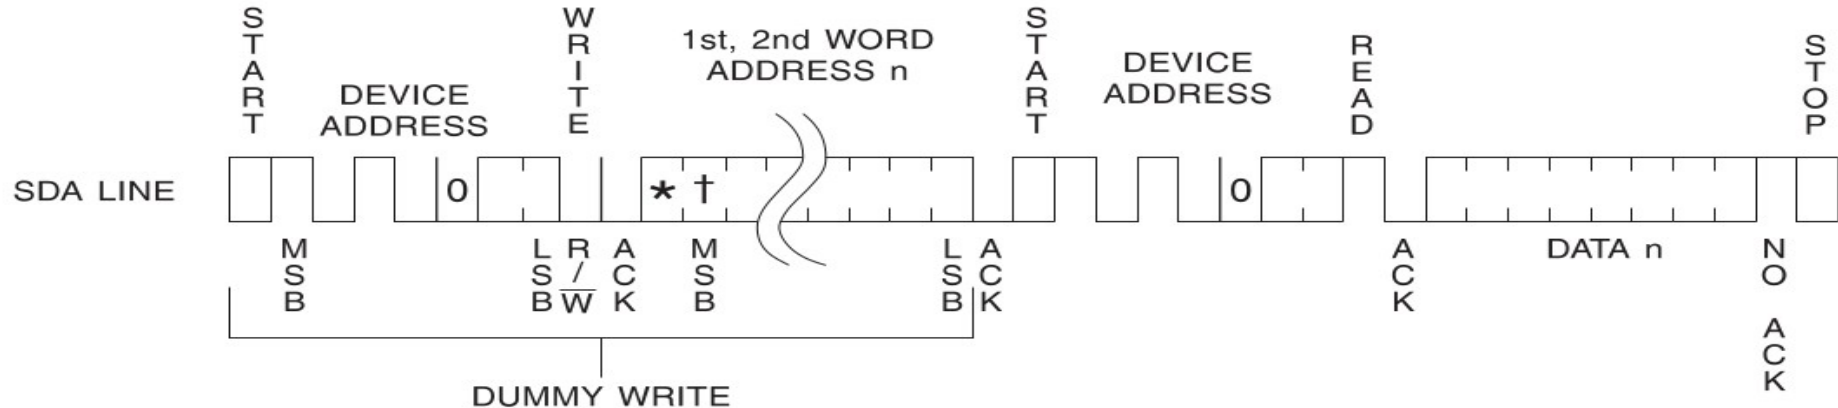 START
WRITE
1st, 2nd WORD
ADDRESS n
START
DEVICE
ADDRESS
READ
STOP
DEVICE
ADDRESS
SDA LINE
0
* †
0
MSB
LSB
R/W̅
ACK
MSB
LSB
ACK
ACK
DATA n
NO ACK
DUMMY WRITE